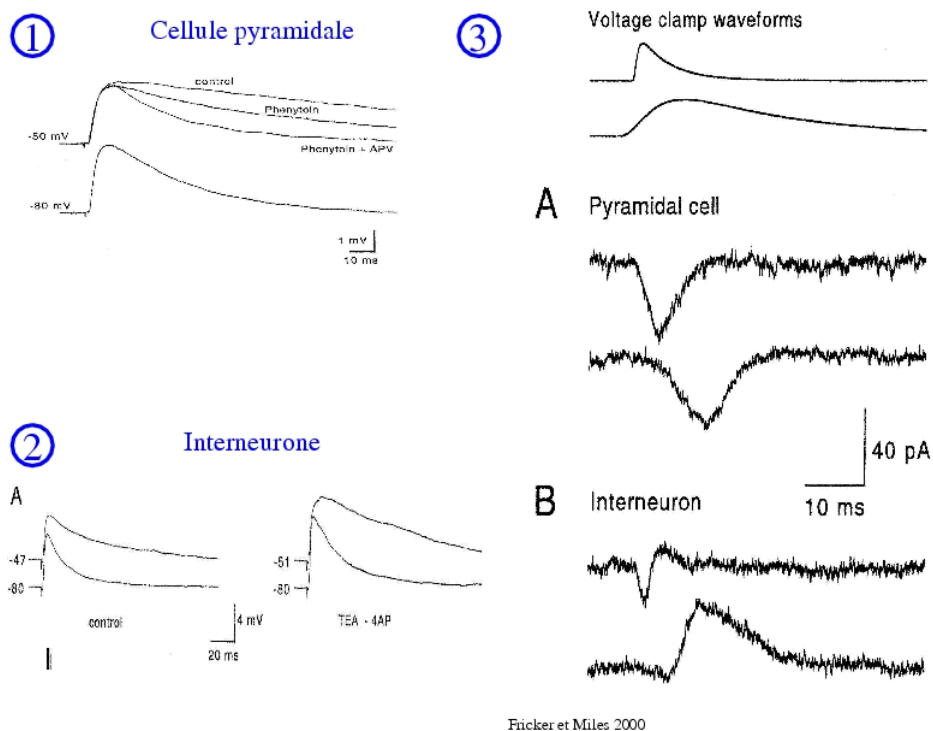 1
Cellule pyramidale
control
Phenytoin
-50 mV
Phenytoin + APV
-80 mV
1 mV
10 ms
2
Interneurone
A
-47
-80
control
4 mV
20 ms
-51
-80
TEA - 4AP
3
Voltage clamp waveforms
A Pyramidal cell
40 pA
10 ms
B Interneuron
Fricker et Miles 2000